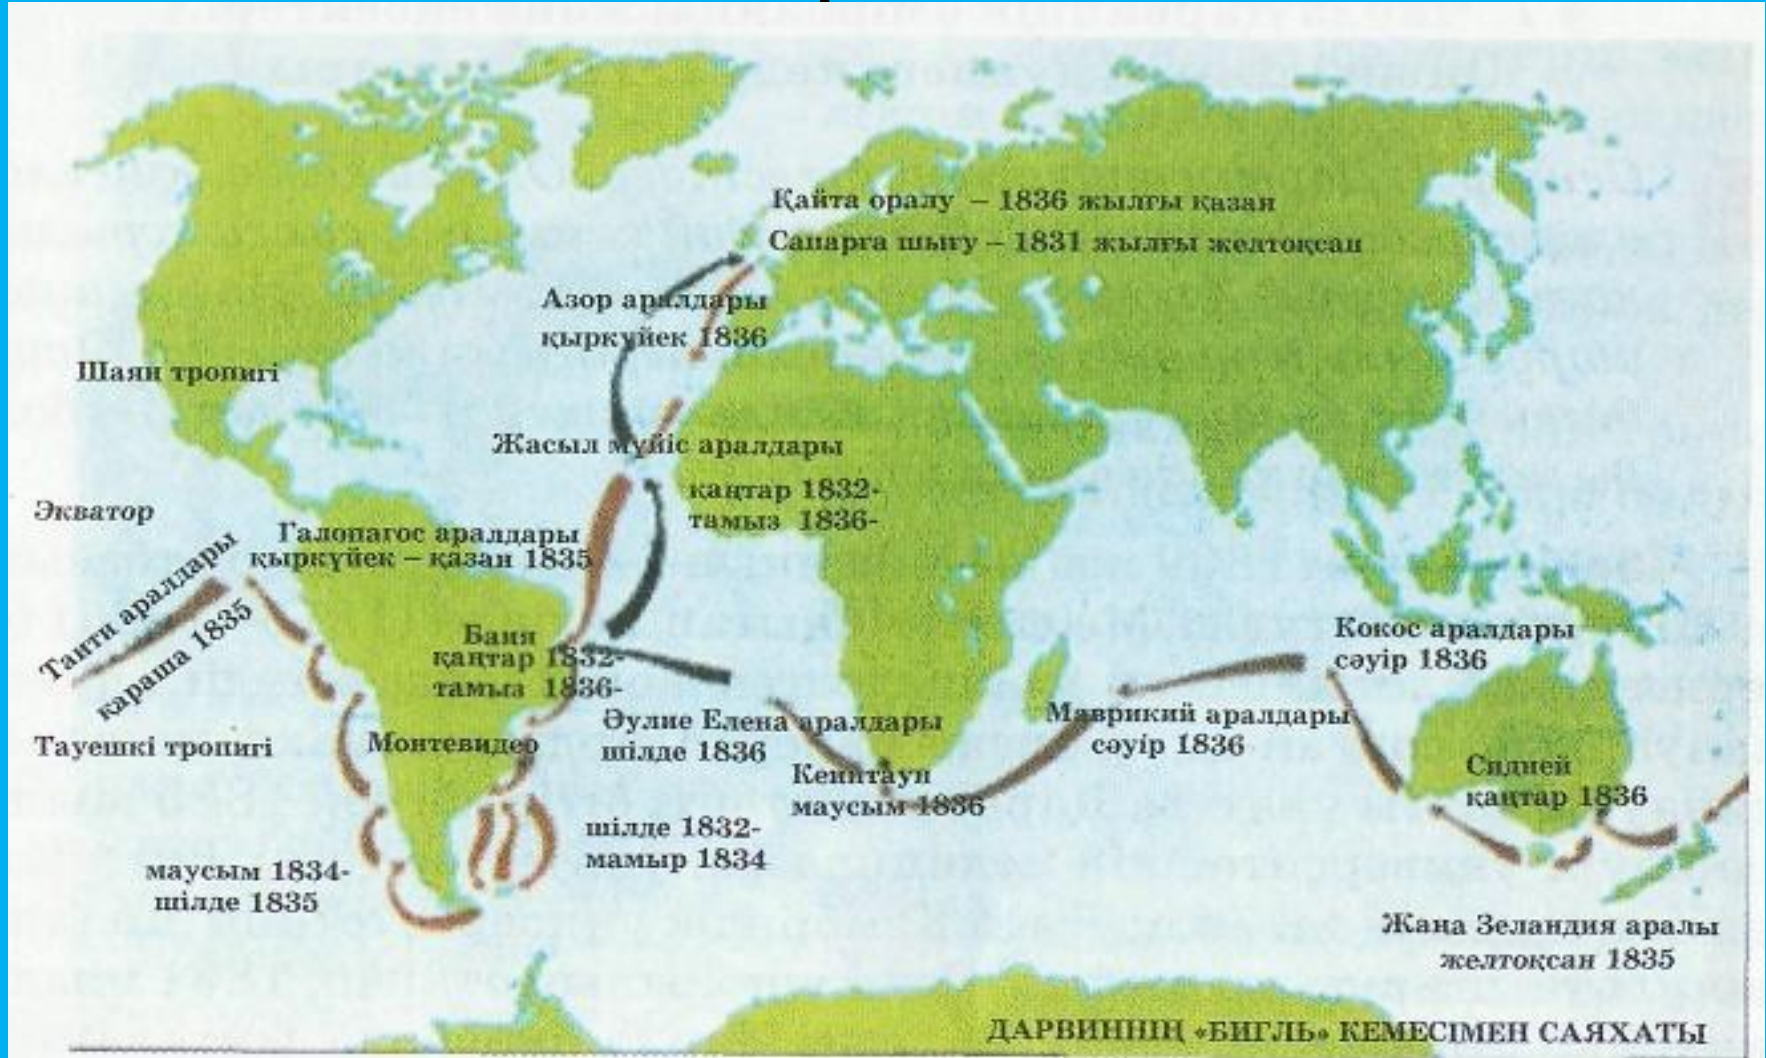 Қайта оралу – 1836 жылғы қазан
Сапарға шығу – 1831 жылғы желтоқсан
Азор аралдары
қыркүйек 1836
Шаян тропигі
Жасыл мүйіс аралдары
қаңтар 1832-
тамыз 1836-
Экватор
Галопагос аралдары
қыркүйек – қазан 1835
Таити аралдары
қараша 1835
Баия
қаңтар 1832-
тамыз 1836-
Кокос аралдары
сәуір 1836
Әулие Елена аралдары
шілде 1836
Маврикий аралдары
сәуір 1836
Тауешкі тропигі
Монтевидео
Кейптаун
маусым 1836
Сидней
қаңтар 1836
шілде 1832-
мамыр 1834
маусым 1834-
шілде 1835
Жаңа Зеландия аралы
желтоқсан 1835
ДАРВИННІҢ «БИГЛЬ» КЕМЕСІМЕН САЯХАТЫ